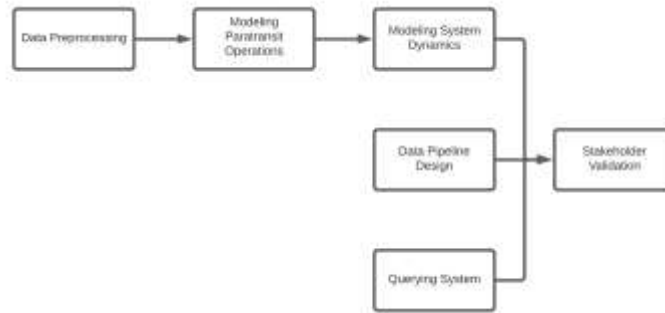 Data Preprocessing
Modeling
Paratransit
Operations
Modeling System
Dynamics
Data Pipeline
Design
Stakeholder
Validation
Querying System